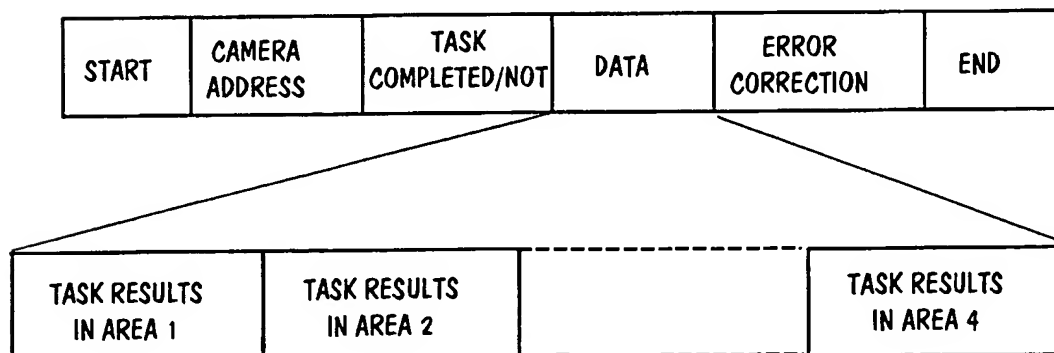 START
CAMERA
ADDRESS
TASK
COMPLETED/NOT
DATA
ERROR
CORRECTION
END
TASK RESULTS
IN AREA 1
TASK RESULTS
IN AREA 2
TASK RESULTS
IN AREA 4